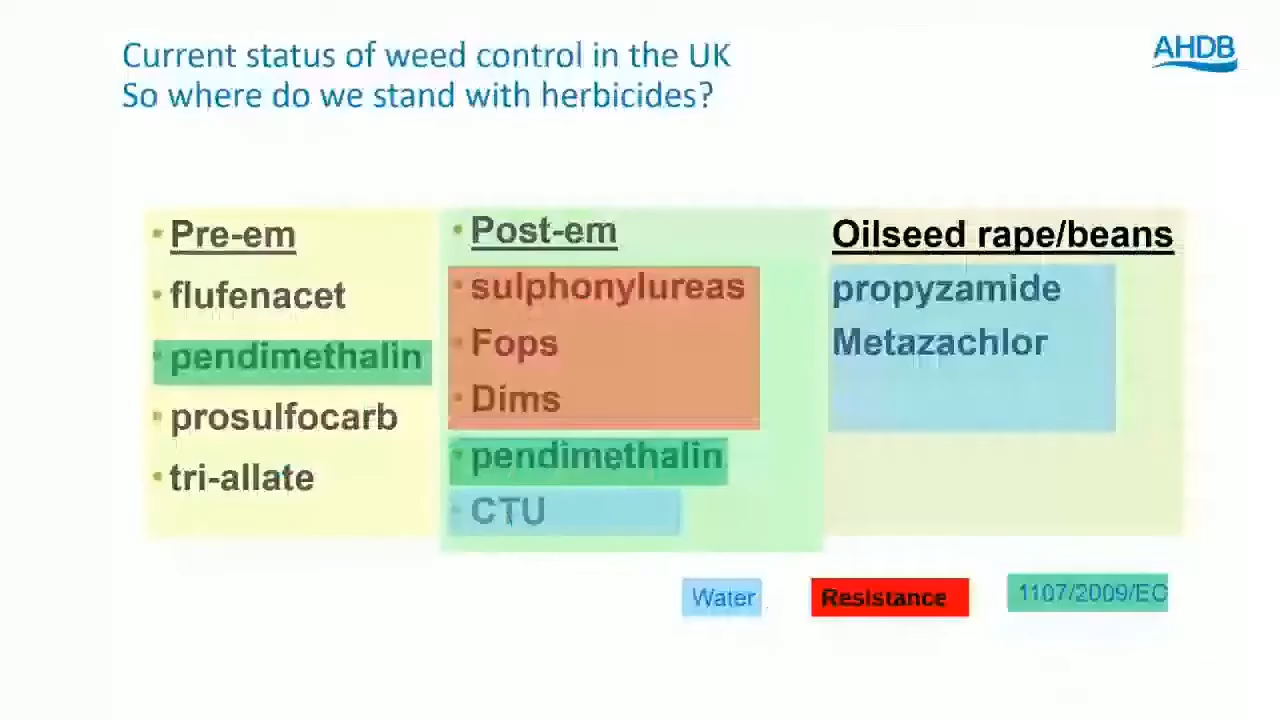 Current status of weed control in the UK
So where do we stand with herbicides?
AHDB
• Pre-em
• flufenacet
• pendimethalin
• prosulfocarb
• tri-allate
• Post-em
• sulphonylureas
• Fops
• Dims
• pendimethalin
• CTU
Oilseed rape/beans
propyzamide
Metazachlor
Water
Resistance
1107/2009/EC